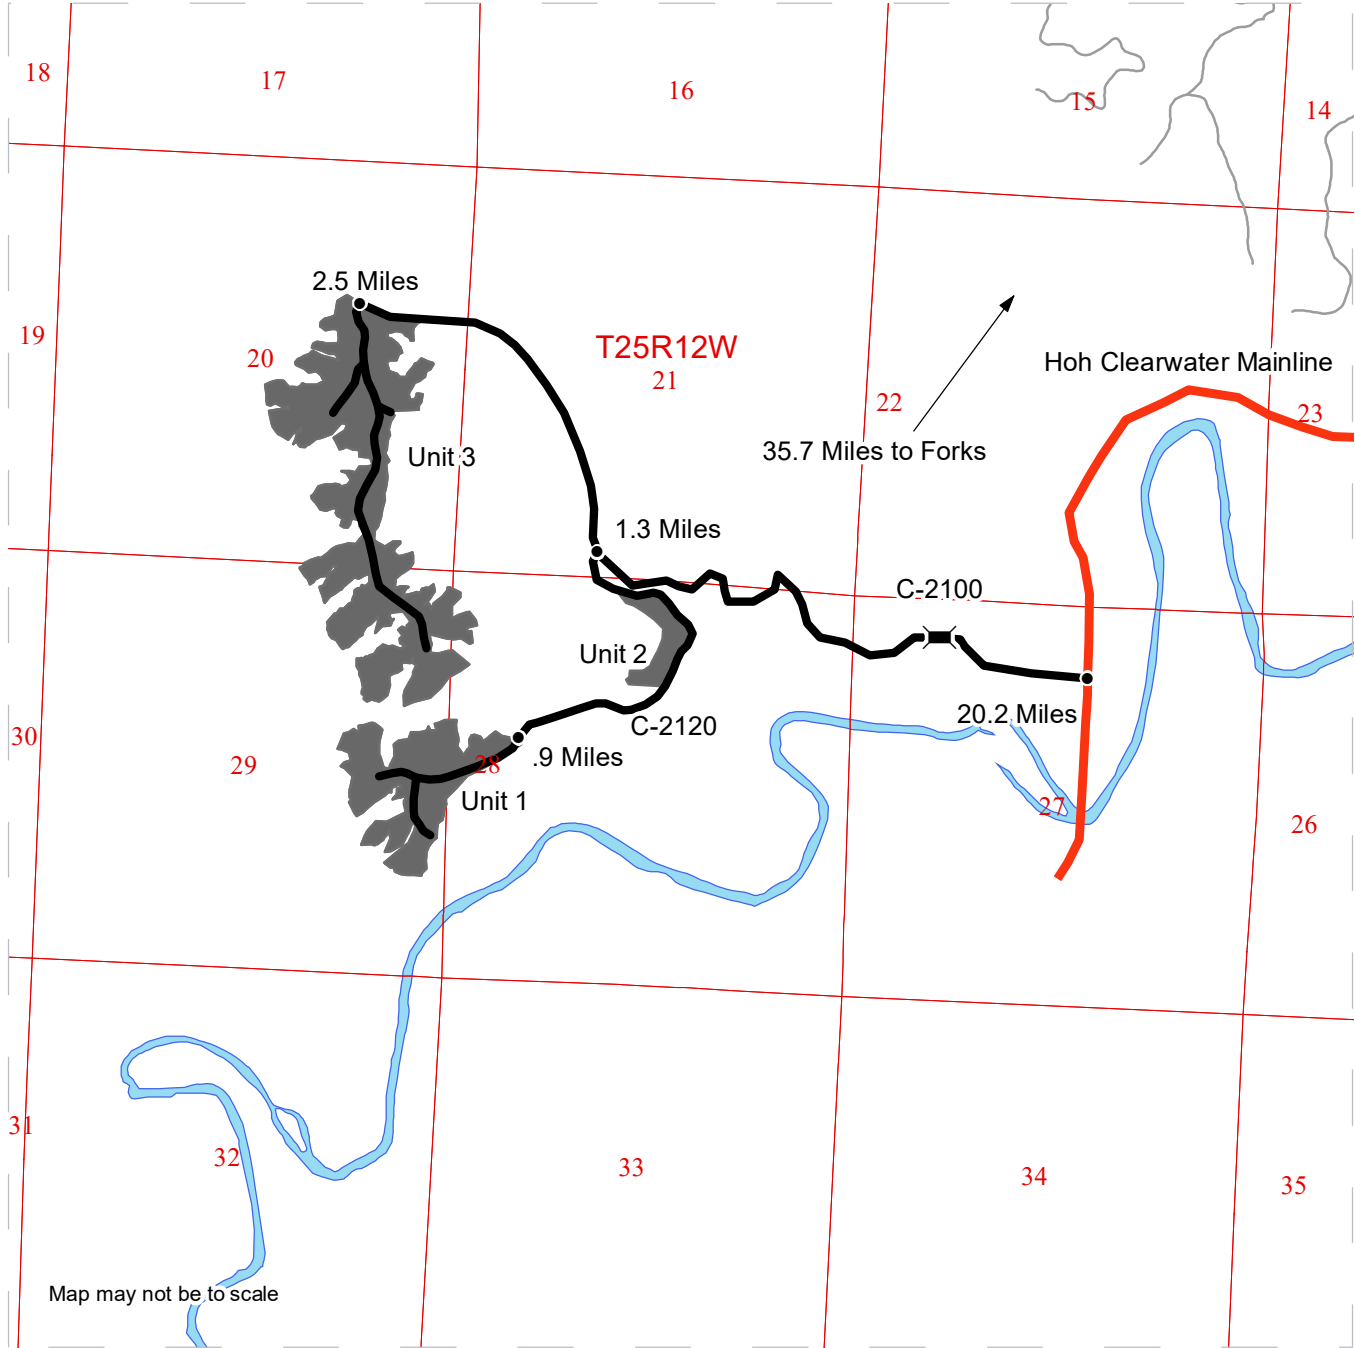 18
17
16
15
14
2.5 Miles
19
20
T25R12W
21
22
Hoh Clearwater Mainline
23
35.7 Miles to Forks
Unit 3
1.3 Miles
C-2100
Unit 2
20.2 Miles
C-2120
30
29
28
.9 Miles
Unit 1
27
26
31
32
33
34
35
Map may not be to scale